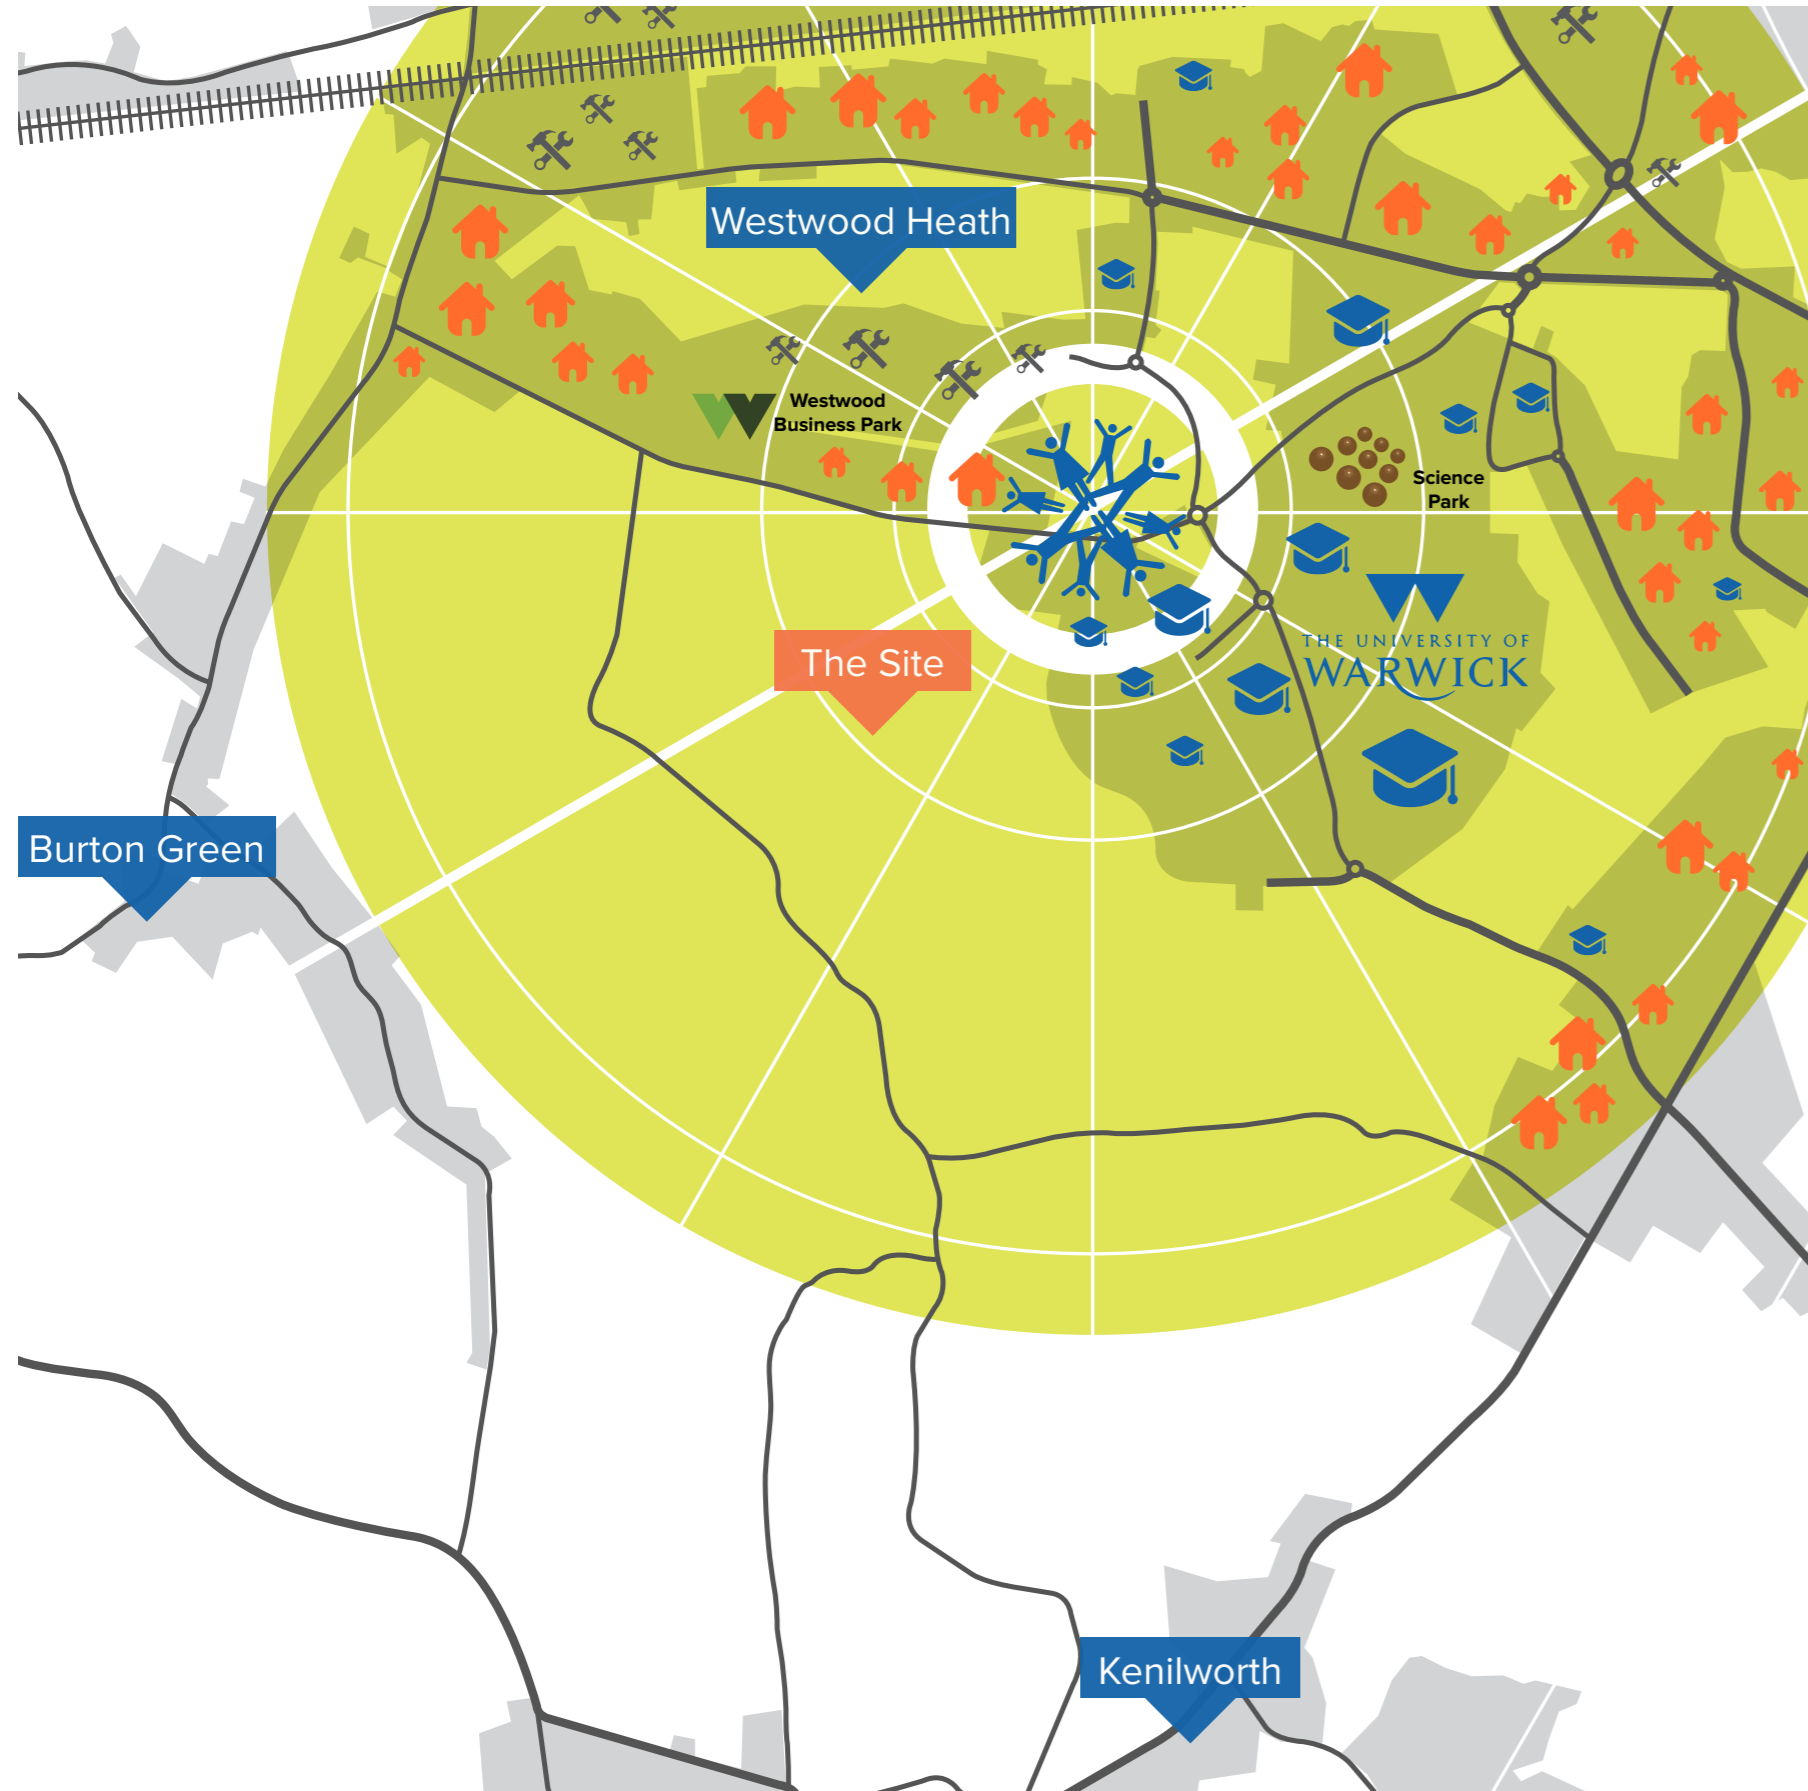 Westwood Heath
Westwood
Business Park
Science
Park
THE UNIVERSITY OF
WARWICK
The Site
Burton Green
Kenilworth